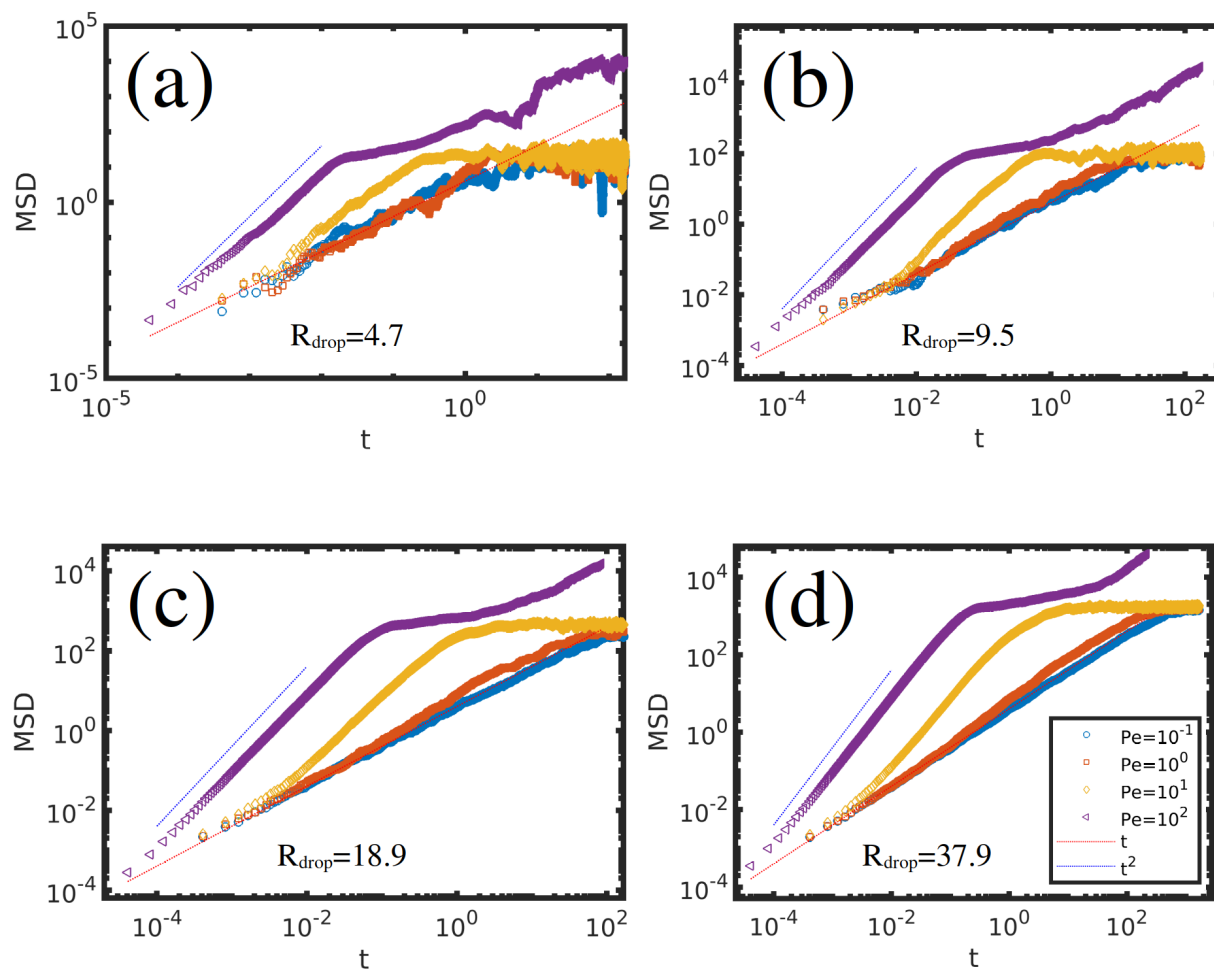 (a)
10^5
10^0
10^-5
MSD
R_drop=4.7
10^-5
10^0
t
(b)
10^4
10^2
10^0
10^-2
10^-4
MSD
R_drop=9.5
10^-4
10^-2
10^0
10^2
t
(c)
10^4
10^2
10^0
10^-2
10^-4
MSD
R_drop=18.9
10^-4
10^-2
10^0
10^2
t
(d)
10^4
10^2
10^0
10^-2
10^-4
MSD
R_drop=37.9
Pe=10^-1
Pe=10^0
Pe=10^1
Pe=10^2
t
t^2
10^-4
10^-2
10^0
10^2
t